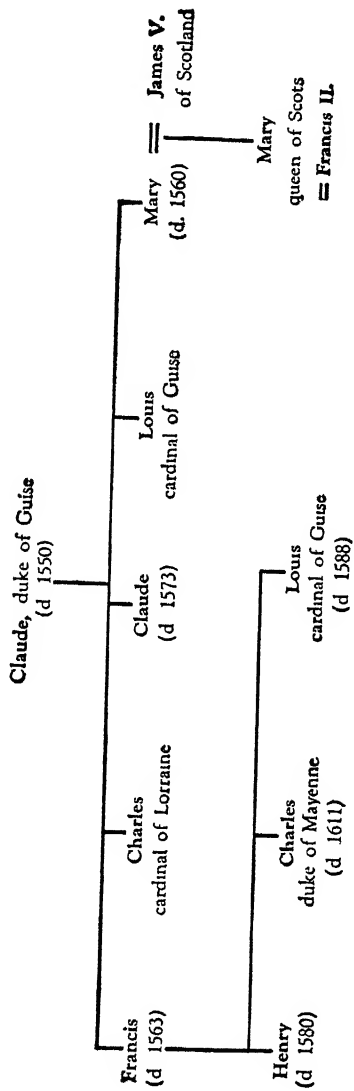 Claude, duke of Guise
(d 1550)
Francis
(d 1563)
Charles
cardinal of Lorraine
Claude
(d 1573)
Louis
cardinal of Guise
Mary
(d. 1560)
= James V.
of Scotland
Henry
(d 1580)
Charles
duke of Mayenne
(d 1611)
Louis
cardinal of Guise
(d 1588)
Mary
queen of Scots
= Francis II.